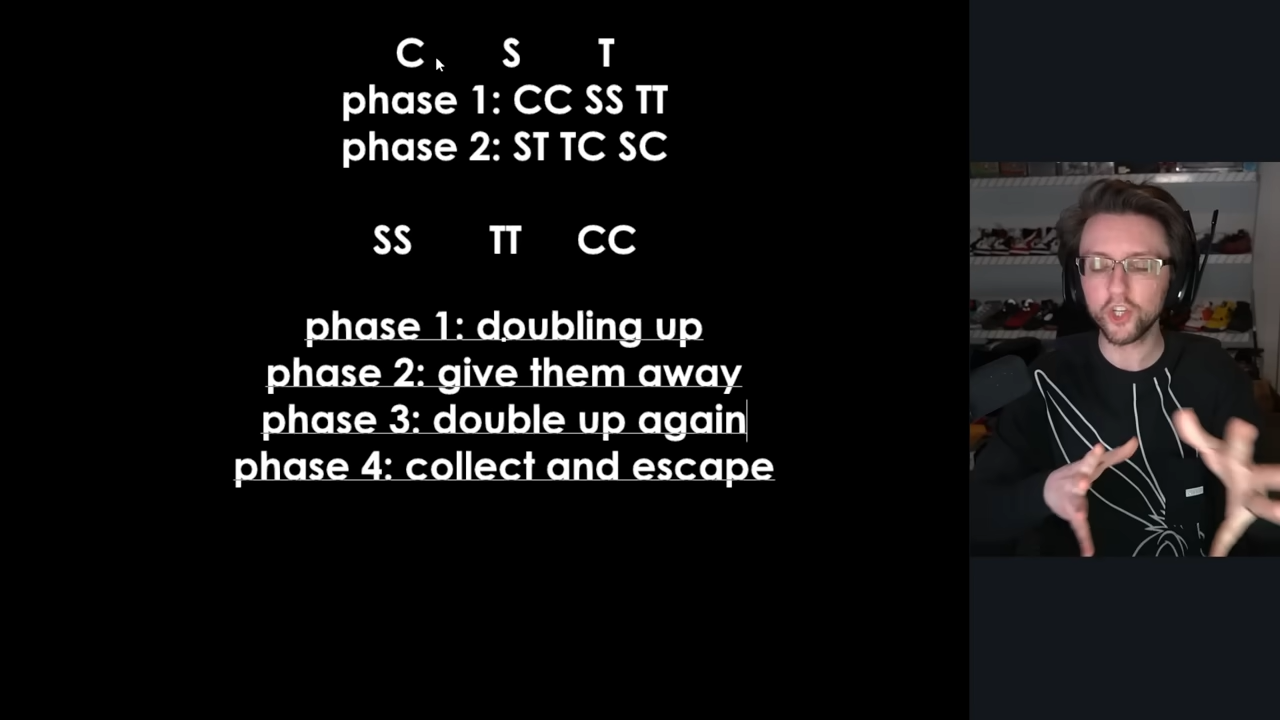 C S T
phase 1: CC SS TT
phase 2: ST TC SC
SS TT CC
phase 1: doubling up
phase 2: give them away
phase 3: double up again
phase 4: collect and escape